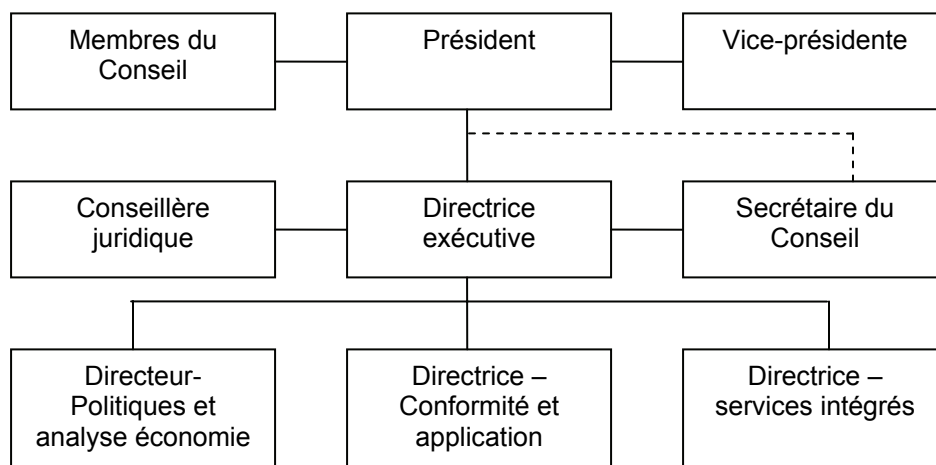 Membres du
Conseil
Président
Vice-présidente
Conseillère
juridique
Directrice
exécutive
Secrétaire du
Conseil
Directeur-
Politiques et
analyse économie
Directrice –
Conformité et
application
Directrice –
services intégrés